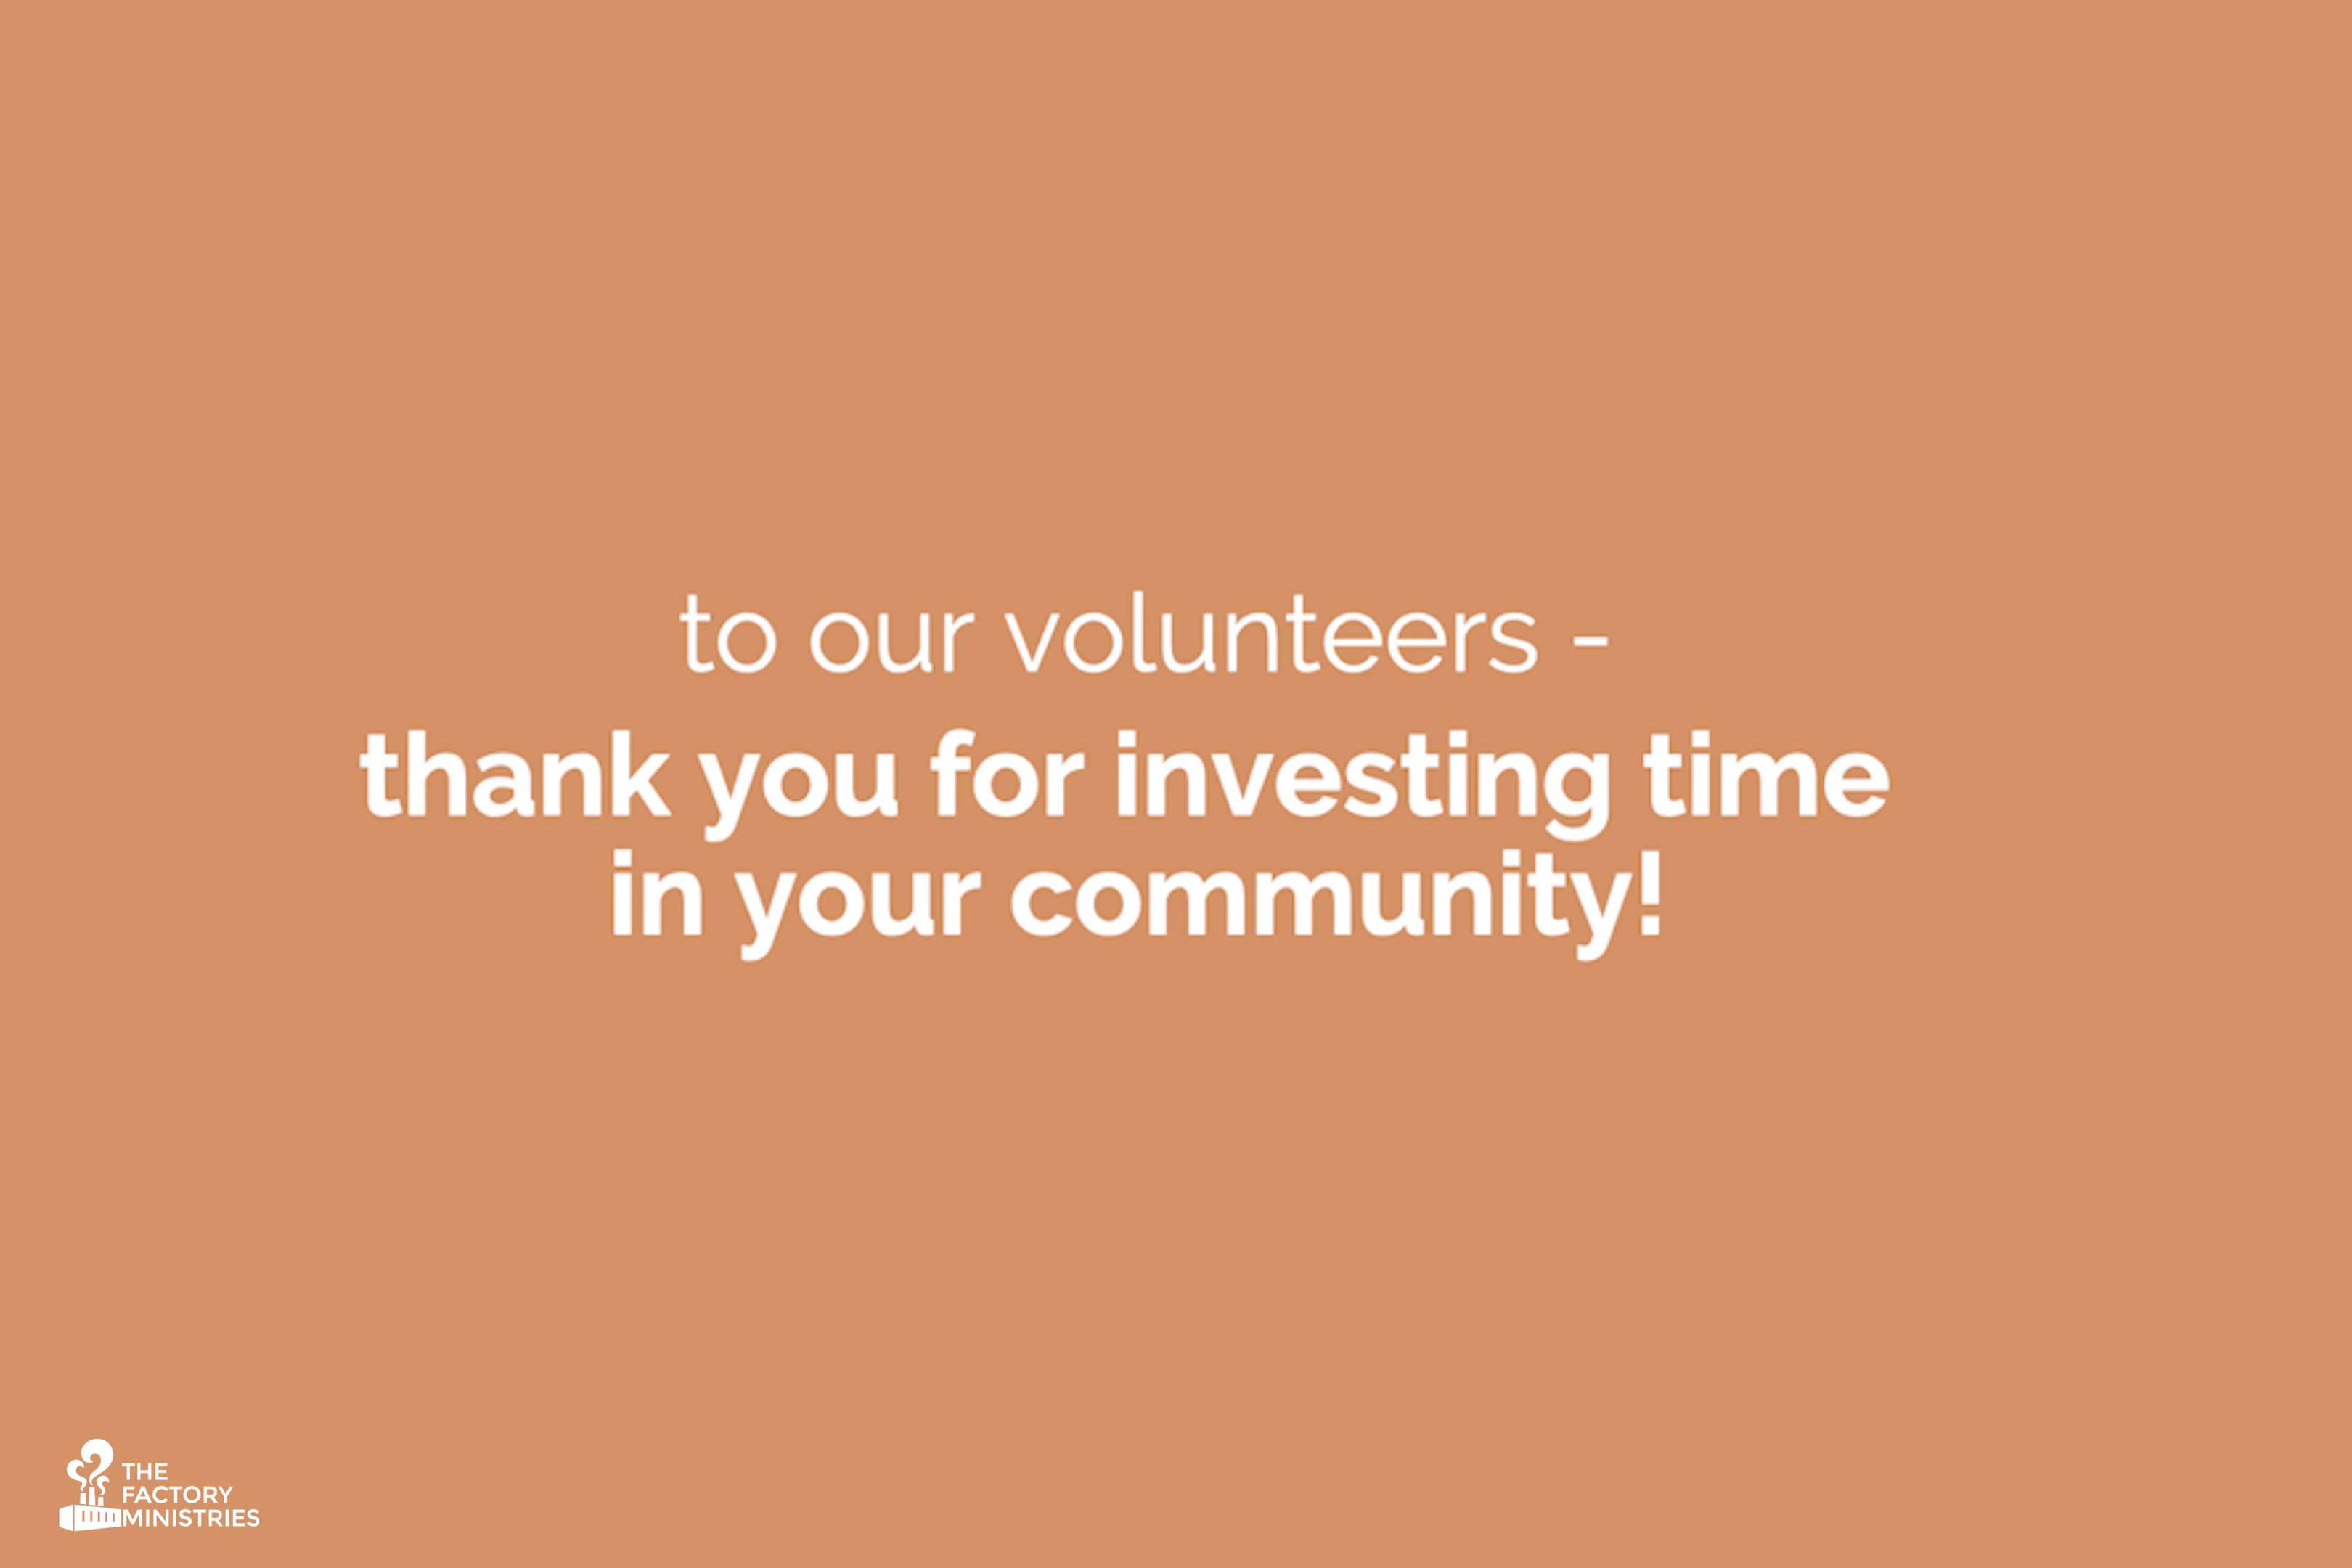 to our volunteers -
thank you for investing time
in your community!
THE
FACTORY
MINISTRIES